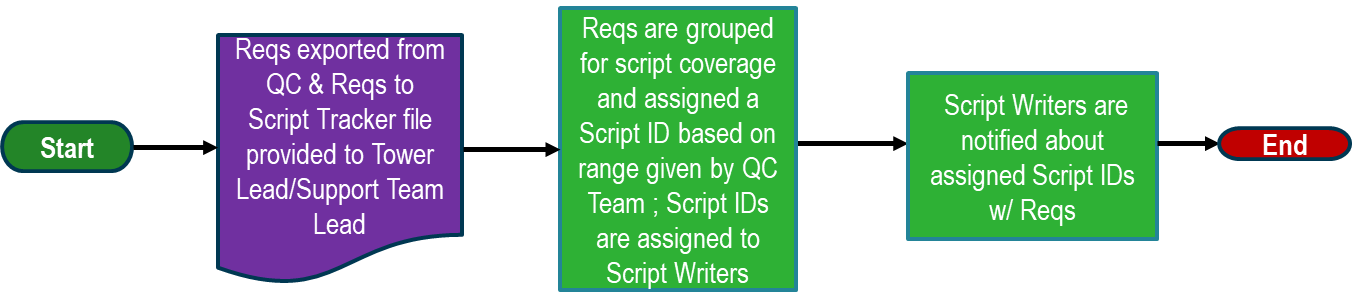 Start
Reqs exported from
QC & Reqs to
Script Tracker file
provided to Tower
Lead/Support Team
Lead
Reqs are grouped
for script coverage
and assigned a
Script ID based on
range given by QC
Team ; Script IDs
are assigned to
Script Writers
Script Writers are
notified about
assigned Script IDs
w/ Reqs
End